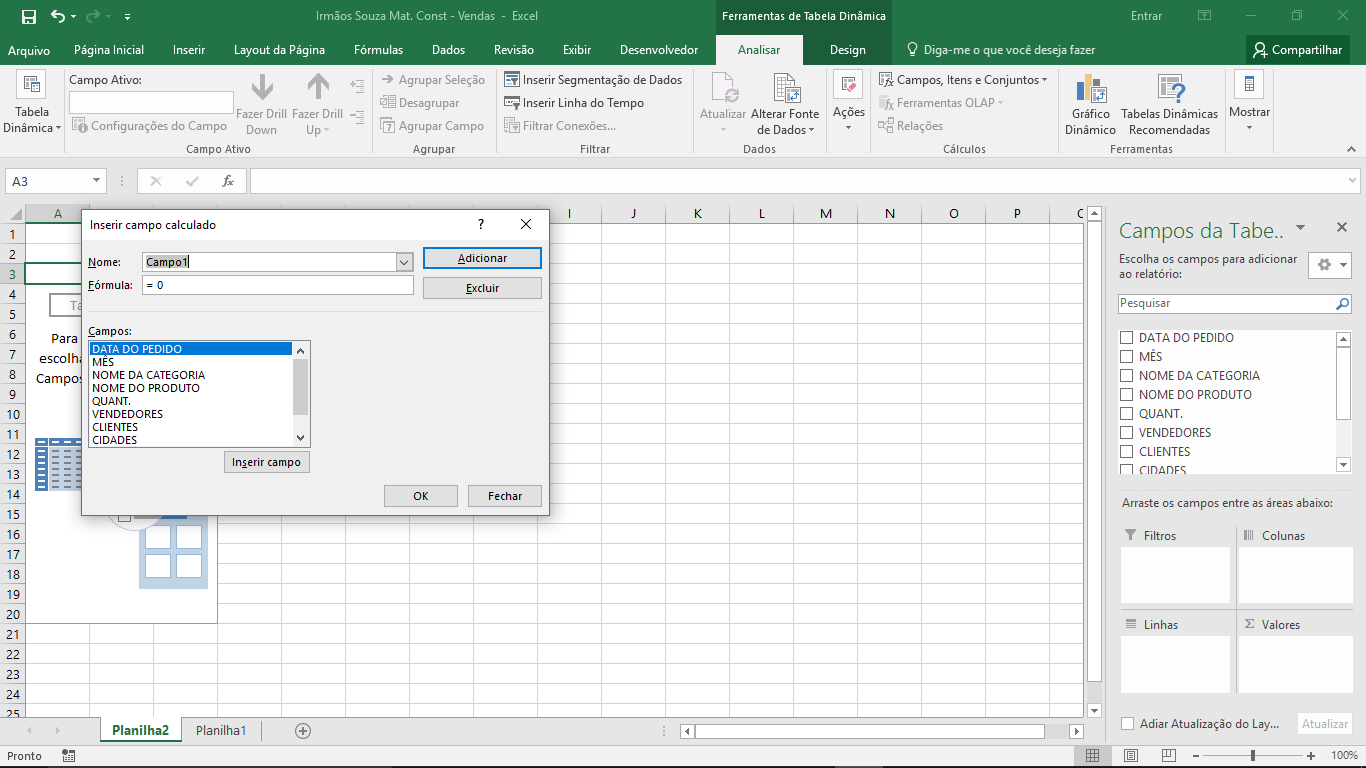 Irmãos Souza Mat. Const - Vendas - Excel
Ferramentas de Tabela Dinâmica
Entrar
Arquivo
Página Inicial
Inserir
Layout da Página
Fórmulas
Dados
Revisão
Exibir
Desenvolvedor
Analisar
Design
Diga-me o que você deseja fazer
Compartilhar
Tabela
Dinâmica
Campo Ativo:
Configurações do Campo
Fazer Drill
Down
Fazer Drill
Up
Campo Ativo
Agrupar Seleção
Desagrupar
Agrupar Campo
Agrupar
Inserir Segmentação de Dados
Inserir Linha do Tempo
Filtrar Conexões...
Filtrar
Atualizar
Alterar Fonte
de Dados
Dados
Ações
Campos, Itens e Conjuntos
Ferramentas OLAP
Relações
Cálculos
Gráfico
Dinâmico
Tabelas Dinâmicas
Recomendadas
Ferramentas
Mostrar
A3
fx
A I J K L M N O P
1
2
3
4
5
6
7
8
9
10
11
12
13
14
15
16
17
18
19
20
21
22
23
24
25
Para
escolha
Campos
Inserir campo calculado
?
Nome:
Campo1
Adicionar
Fórmula:
= 0
Excluir
Campos:
DATA DO PEDIDO
MÊS
NOME DA CATEGORIA
NOME DO PRODUTO
QUANT.
VENDEDORES
CLIENTES
CIDADES
Inserir campo
OK
Fechar
Campos da Tabe..
Escolha os campos para adicionar
ao relatório:
Pesquisar
DATA DO PEDIDO
MÊS
NOME DA CATEGORIA
NOME DO PRODUTO
QUANT.
VENDEDORES
CLIENTES
CIDADES
Arraste os campos entre as áreas abaixo:
Filtros
Colunas
Linhas
Σ Valores
Adiar Atualização do Lay...
Atualizar
Planilha2
Planilha1
Pronto
100%